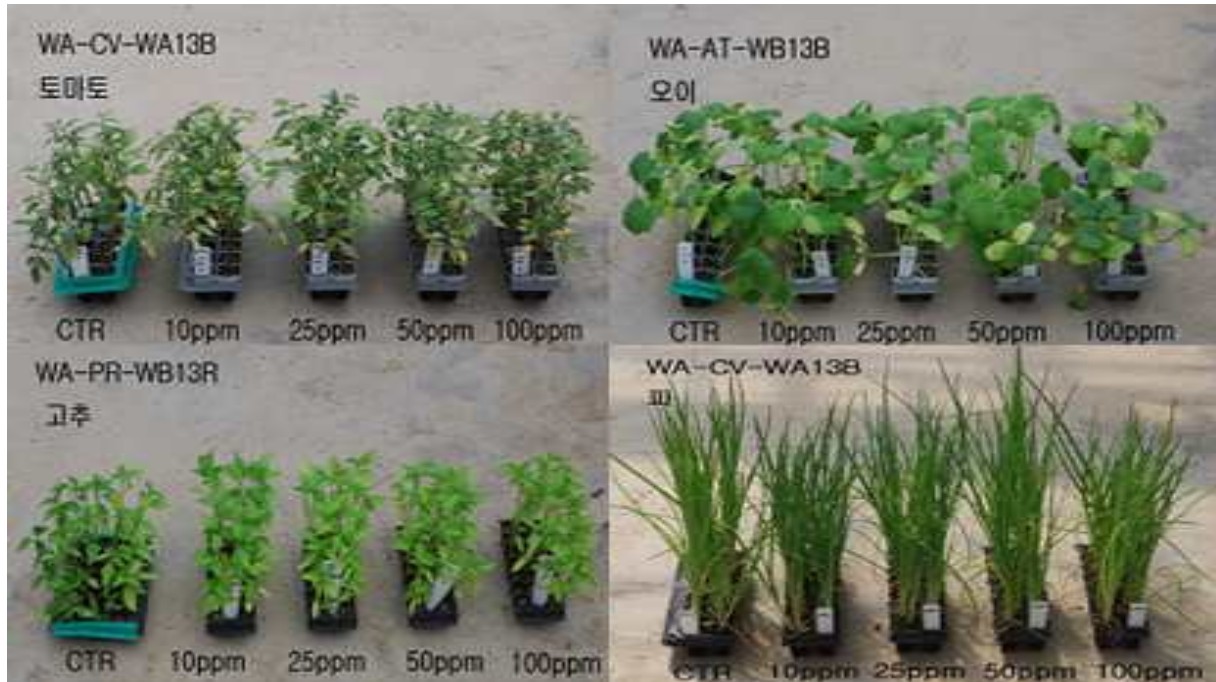 WA-CV-WA13B
토마토
CTR 10ppm 25ppm 50ppm 100ppm
WA-AT-WB13B
오이
CTR 10ppm 25ppm 50ppm 100ppm
WA-PR-WB13R
고추
CTR 10ppm 25ppm 50ppm 100ppm
WA-CV-WA13B
파
CTR 10ppm 25ppm 50ppm 100ppm